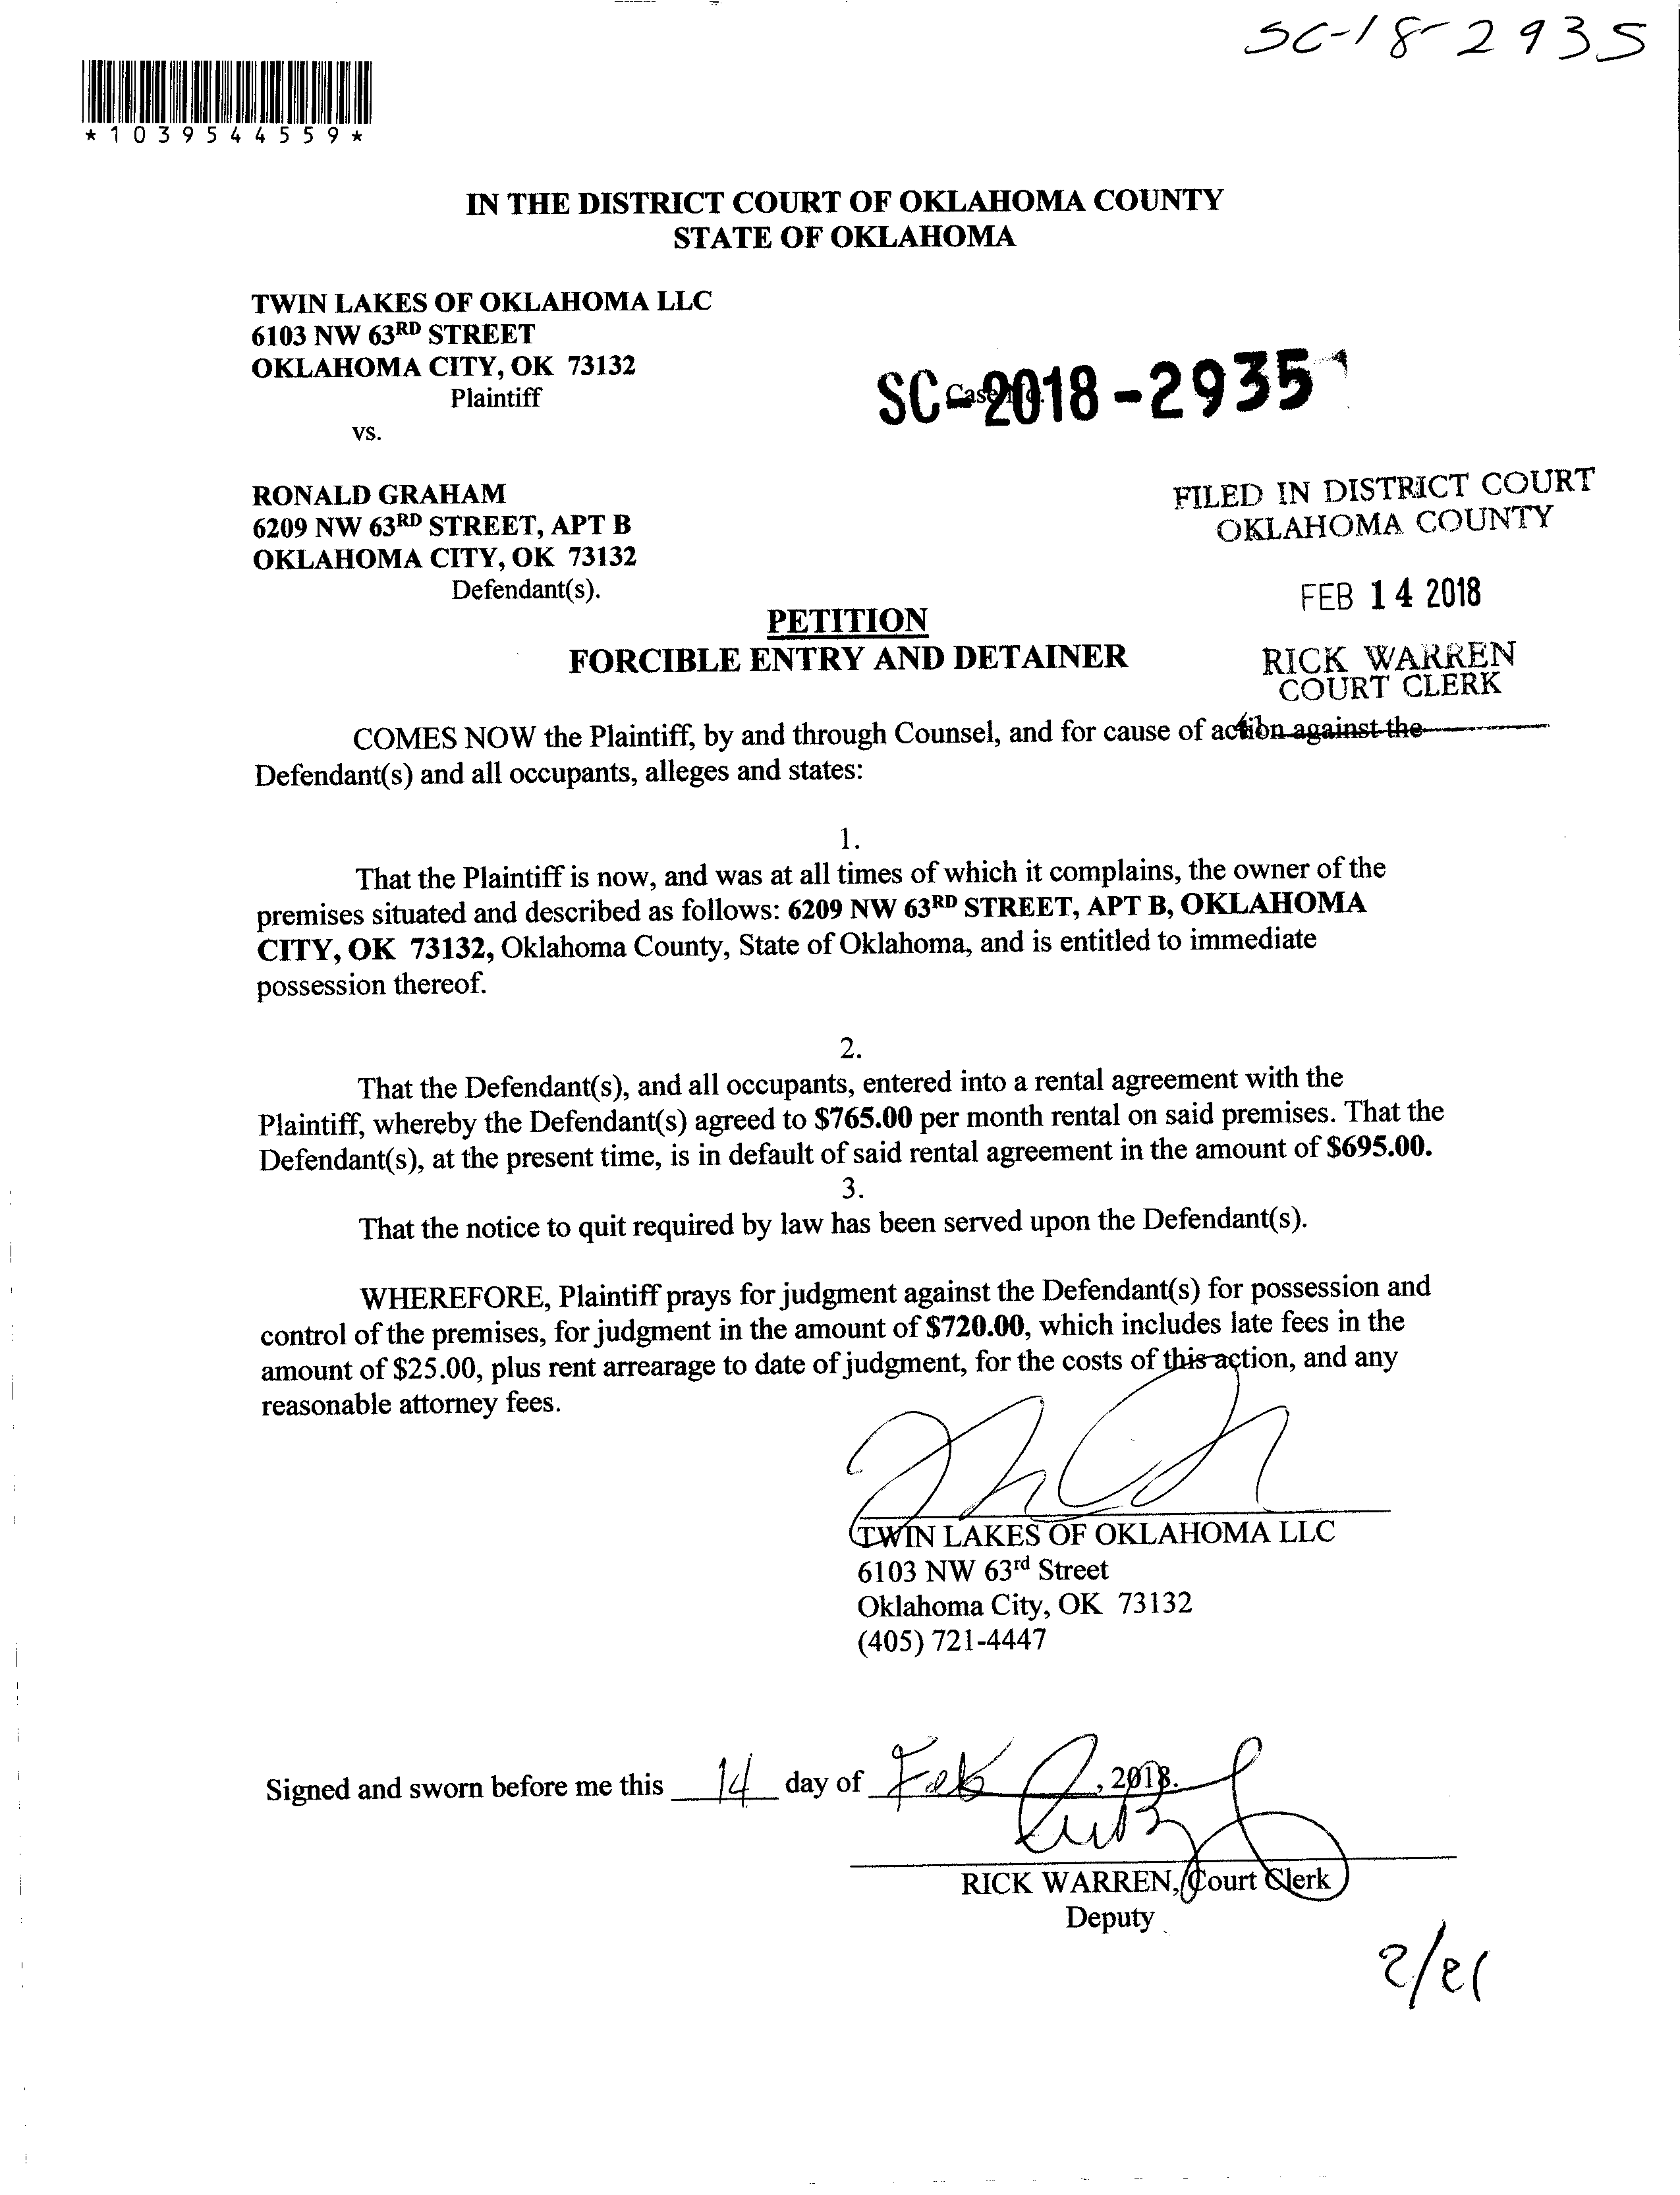 SC-18-2935
*1039544559*
IN THE DISTRICT COURT OF OKLAHOMA COUNTY
STATE OF OKLAHOMA
TWIN LAKES OF OKLAHOMA LLC
6103 NW 63RD STREET
OKLAHOMA CITY, OK 73132
Plaintiff
Case No.
SC-2018-2935
vs.
RONALD GRAHAM
6209 NW 63RD STREET, APT B
OKLAHOMA CITY, OK 73132
Defendant(s).
FILED IN DISTRICT COURT
OKLAHOMA COUNTY
FEB 14 2018
RICK WARREN
COURT CLERK
PETITION
FORCIBLE ENTRY AND DETAINER
COMES NOW the Plaintiff, by and through Counsel, and for cause of action against the
Defendant(s) and all occupants, alleges and states:
1.
That the Plaintiff is now, and was at all times of which it complains, the owner of the
premises situated and described as follows: 6209 NW 63RD STREET, APT B, OKLAHOMA
CITY, OK 73132, Oklahoma County, State of Oklahoma, and is entitled to immediate
possession thereof.
2.
That the Defendant(s), and all occupants, entered into a rental agreement with the
Plaintiff, whereby the Defendant(s) agreed to $765.00 per month rental on said premises. That the
Defendant(s), at the present time, is in default of said rental agreement in the amount of $695.00.
3.
That the notice to quit required by law has been served upon the Defendant(s).
WHEREFORE, Plaintiff prays for judgment against the Defendant(s) for possession and
control of the premises, for judgment in the amount of $720.00, which includes late fees in the
amount of $25.00, plus rent arrearage to date of judgment, for the costs of this action, and any
reasonable attorney fees.
TWIN LAKES OF OKLAHOMA LLC
6103 NW 63rd Street
Oklahoma City, OK 73132
(405) 721-4447
Signed and sworn before me this 14 day of Feb, 2018.
RICK WARREN, Court Clerk
Deputy
2/21